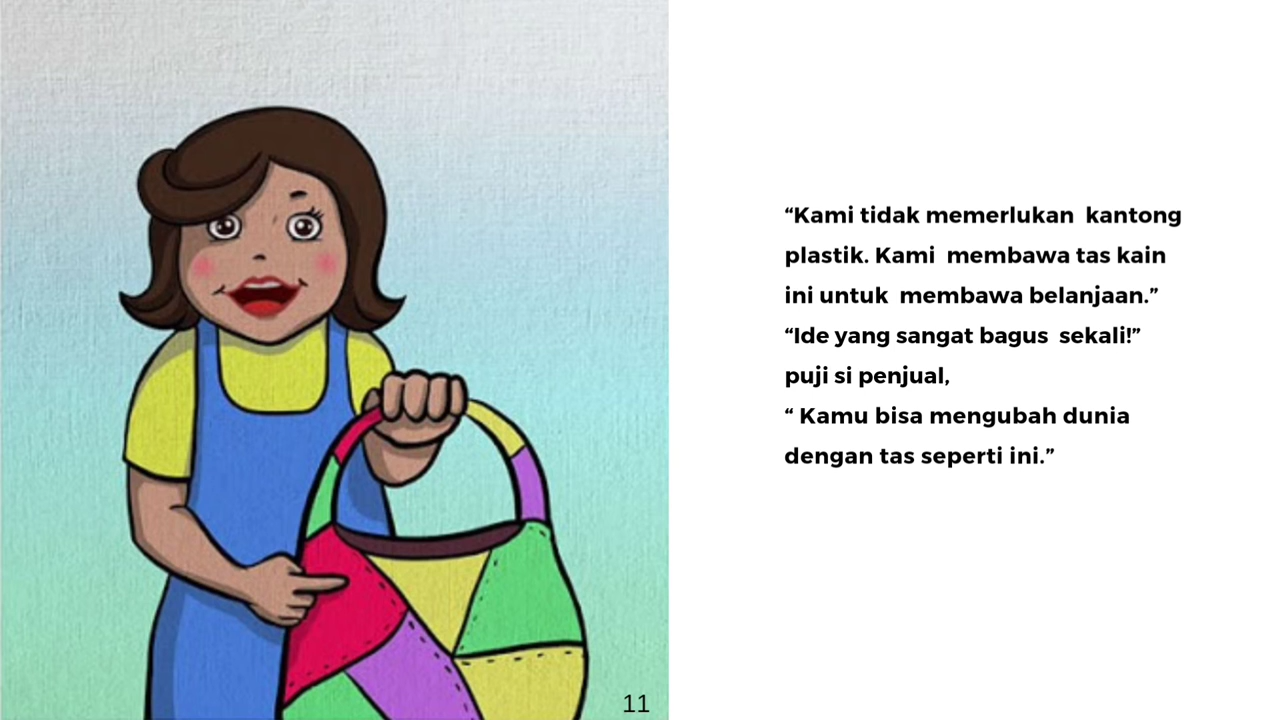 “Kami tidak memerlukan kantong
plastik. Kami membawa tas kain
ini untuk membawa belanjaan.”
“Ide yang sangat bagus sekali!”
puji si penjual,
“ Kamu bisa mengubah dunia
dengan tas seperti ini.”
11